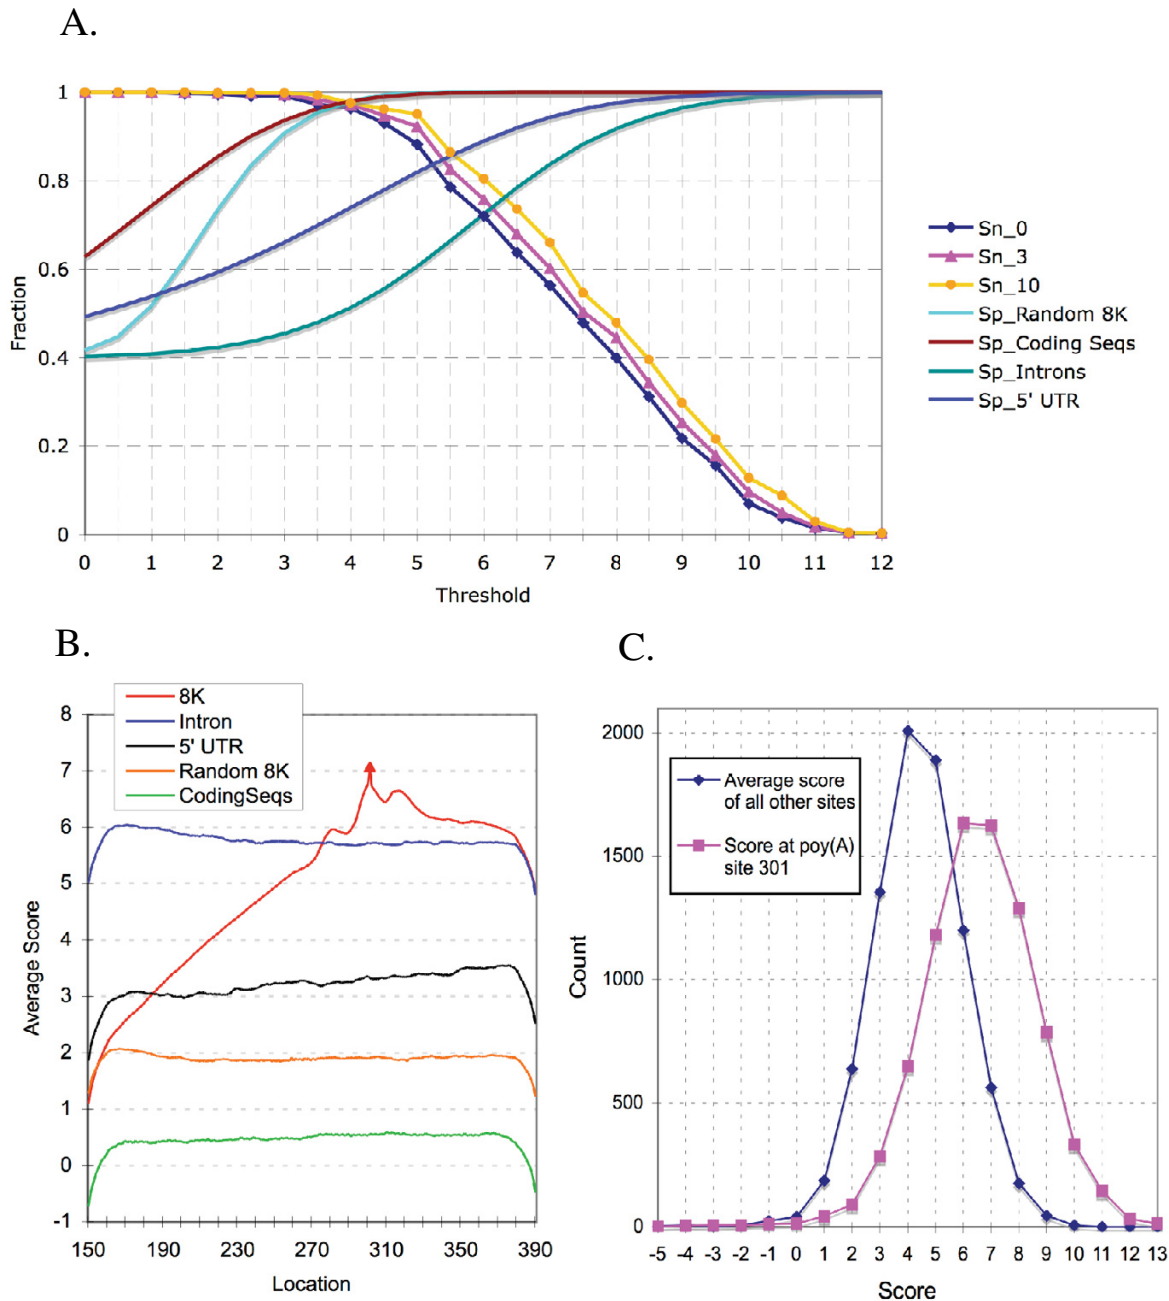 A.
1
0.8
0.6
0.4
0.2
0
Fraction
0 1 2 3 4 5 6 7 8 9 10 11 12
Threshold
Sn_0
Sn_3
Sn_10
Sp_Random 8K
Sp_Coding Seqs
Sp_Introns
Sp_5' UTR
B.
8K
Intron
5' UTR
Random 8K
CodingSeqs
8
7
6
5
4
3
2
1
0
-1
Average Score
150 190 230 270 310 350 390
Location
C.
2000
1500
1000
500
0
Count
Average score
of all other sites
Score at poy(A)
site 301
-5 -4 -3 -2 -1 0 1 2 3 4 5 6 7 8 9 10 11 12 13
Score